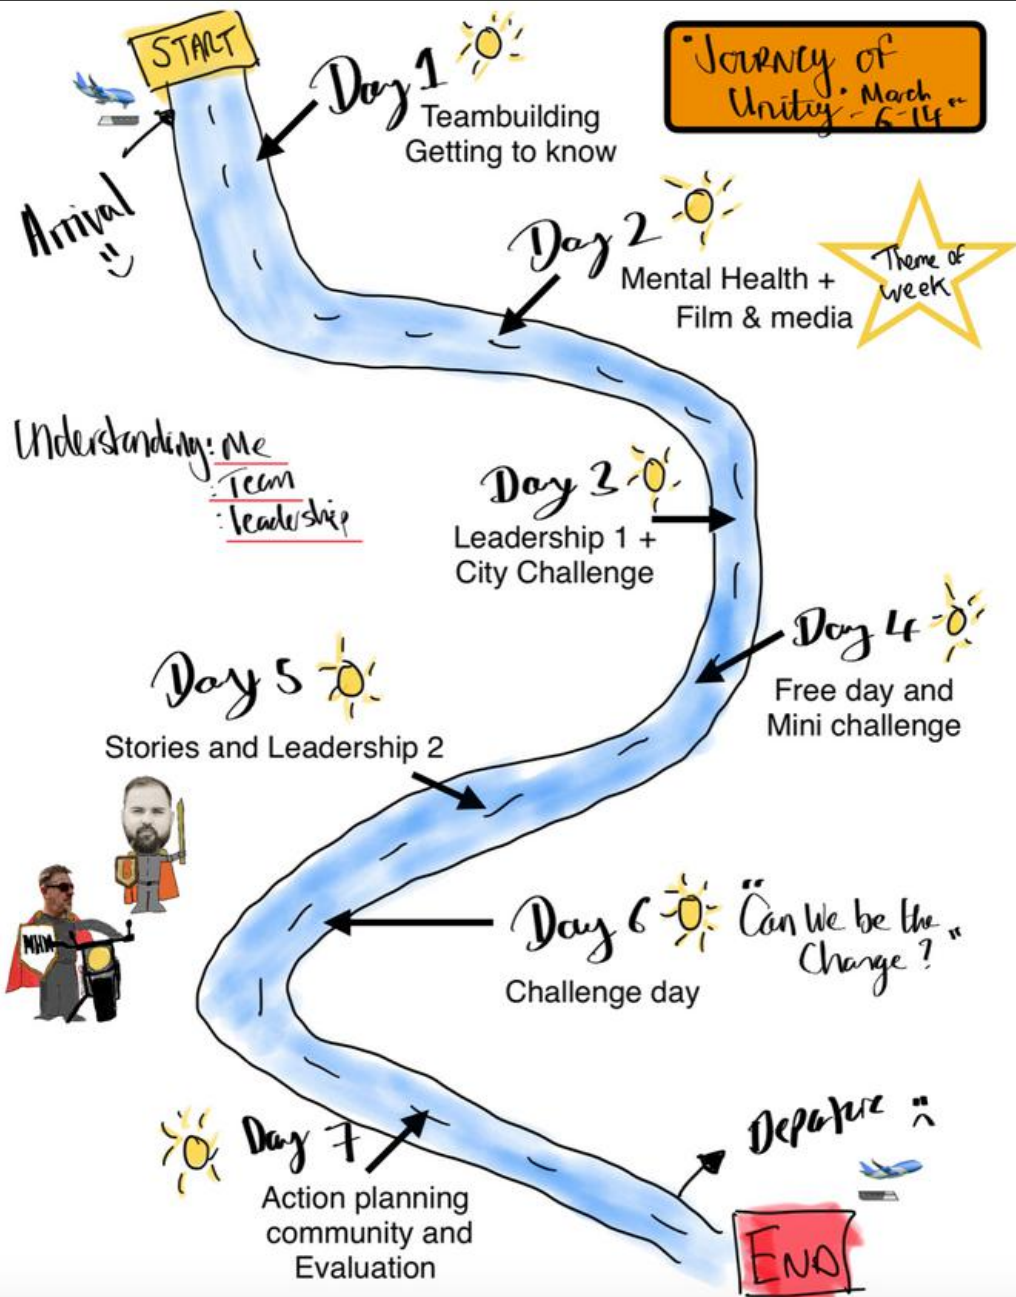 START
"Journey of
Unity" - March
6-14"
Day 1
Teambuilding
Getting to know
Arrival
Day 2
Mental Health +
Film & media
Theme of
week
Understanding: Me
: Team
: leadership
Day 3
Leadership 1 +
City Challenge
Day 4
Free day and
Mini challenge
Day 5
Stories and Leadership 2
MHM
Day 6
Challenge day
"Can We be the
Change?"
Day 7
Action planning
community and
Evaluation
Departure
END